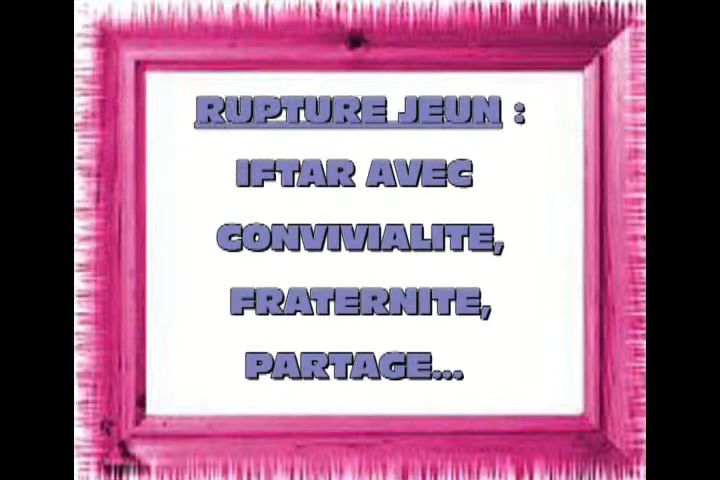 RUPTURE JEUN :
IFTAR AVEC
CONVIVIALITE,
FRATERNITE,
PARTAGE...